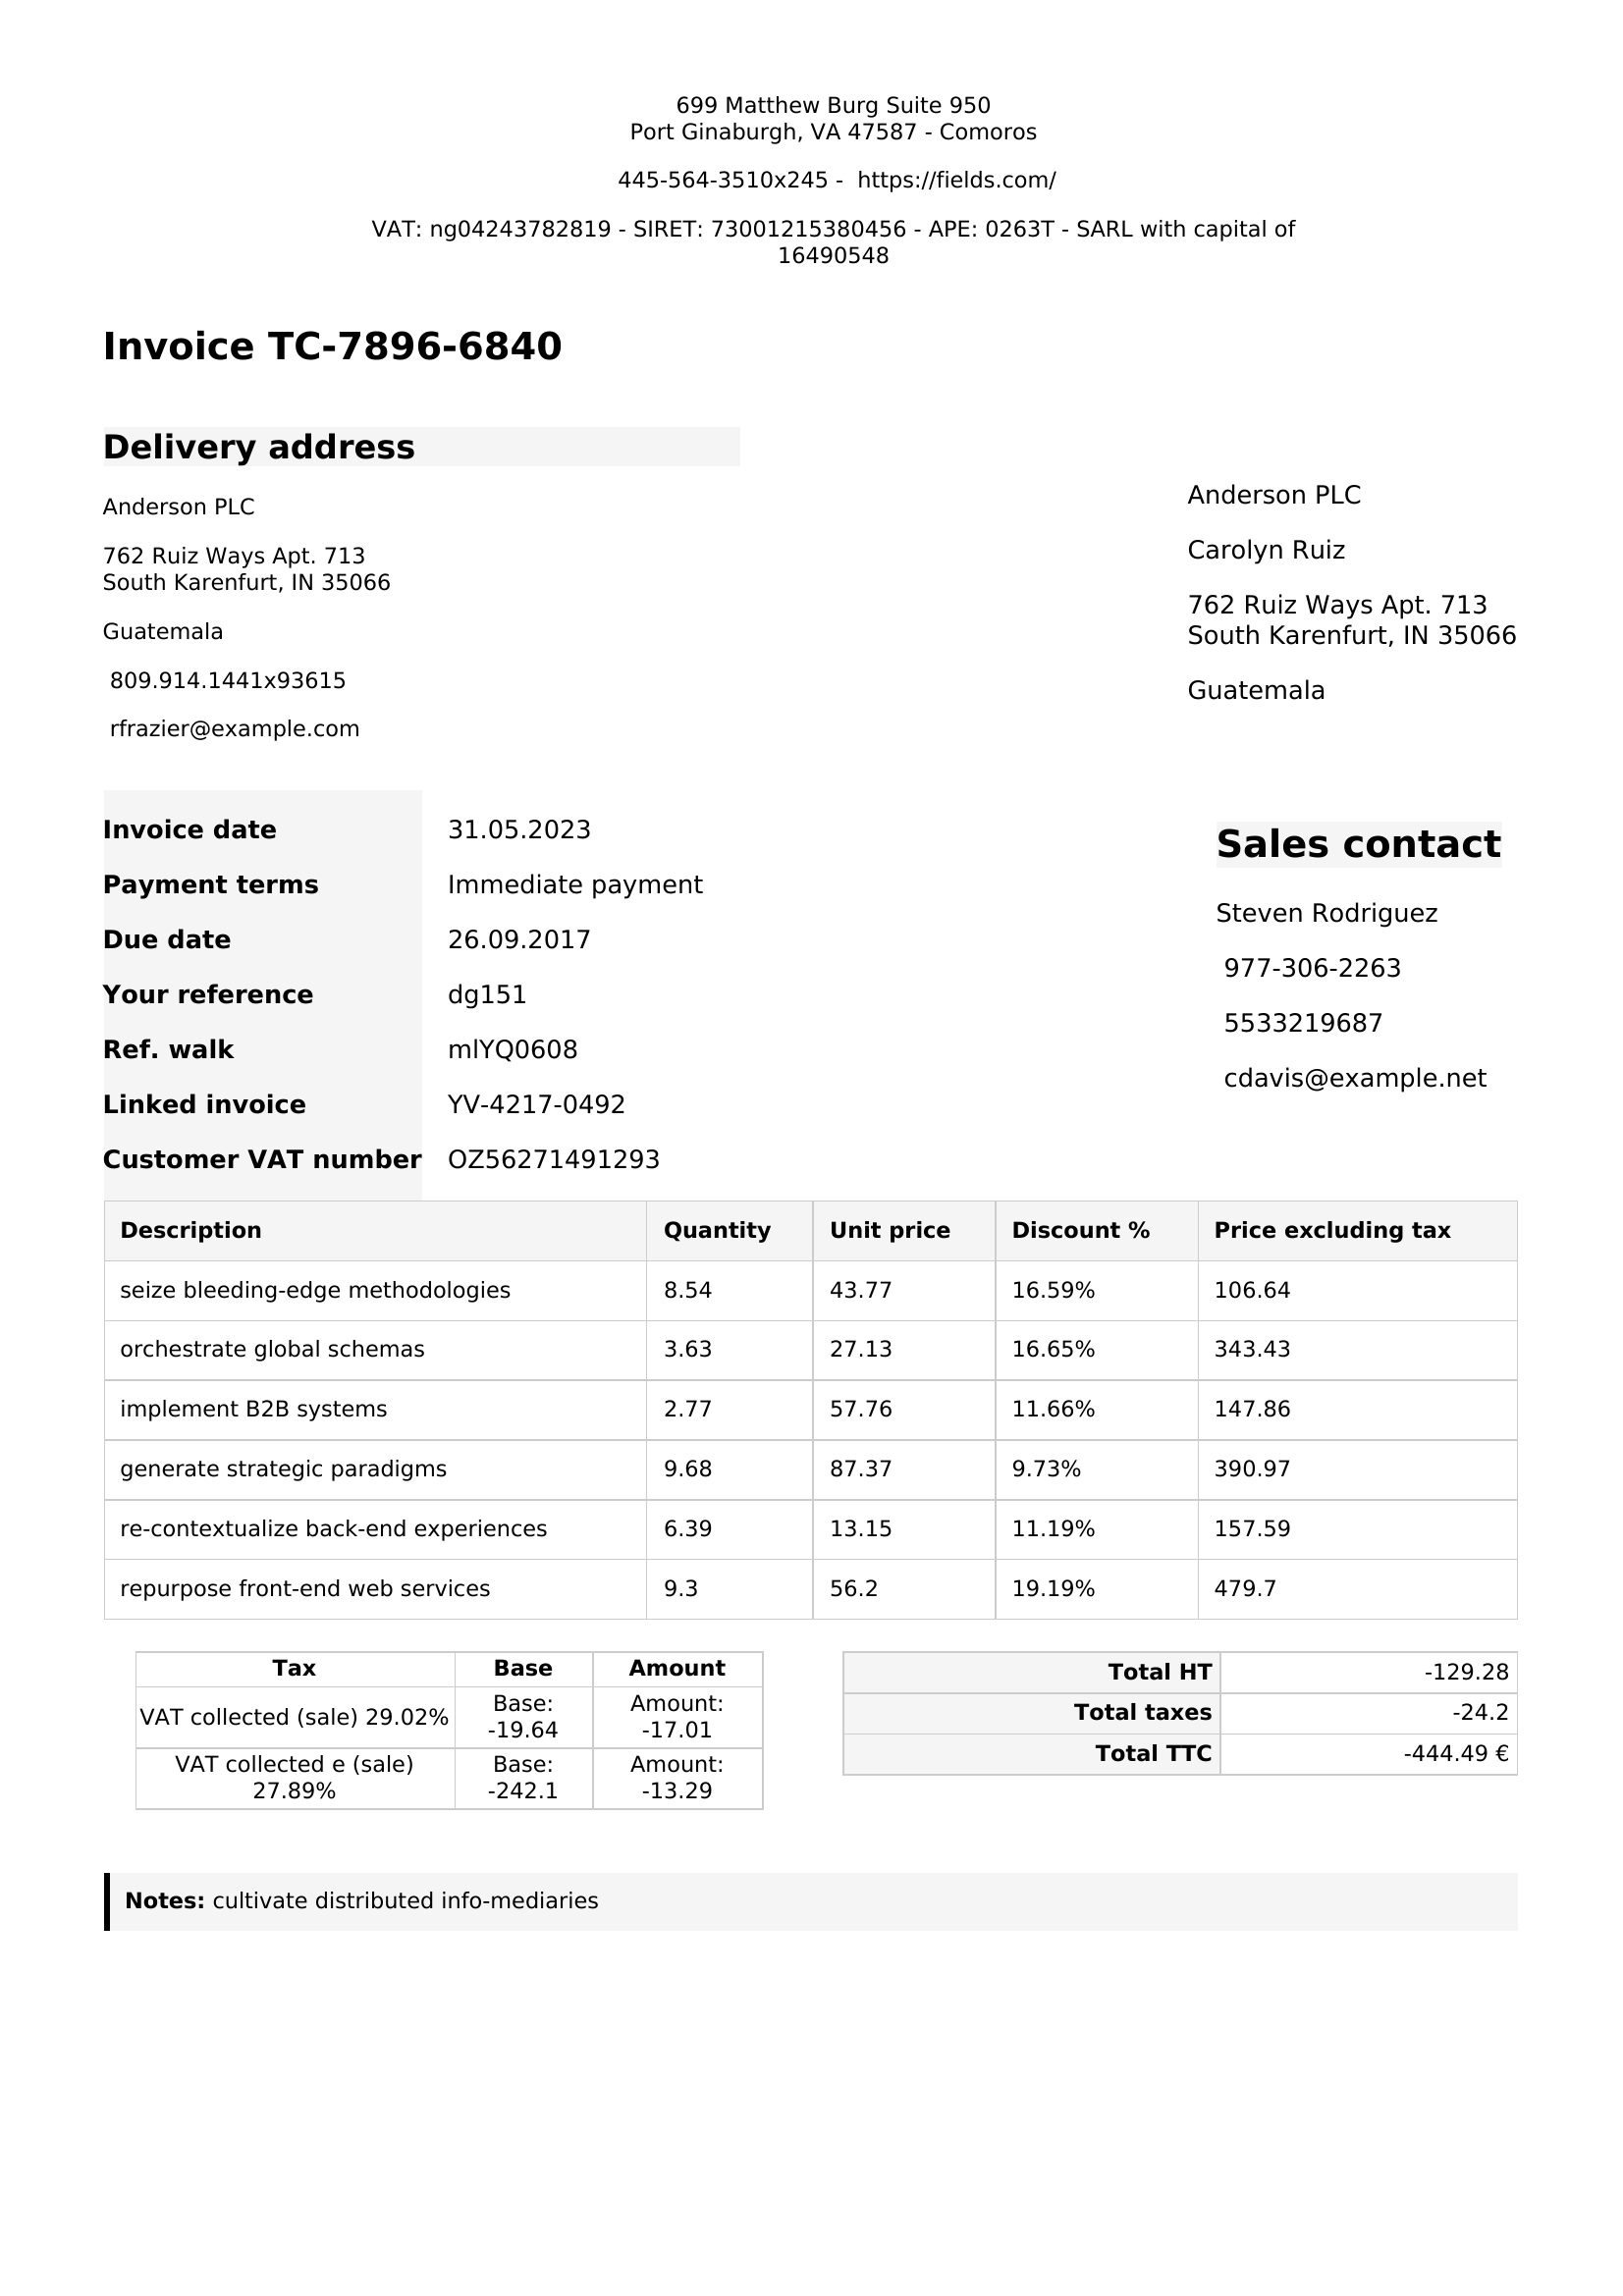 699 Matthew Burg Suite 950
Port Ginaburgh, VA 47587 - Comoros
445-564-3510x245 - https://fields.com/
VAT: ng04243782819 - SIRET: 73001215380456 - APE: 0263T - SARL with capital of
16490548
Invoice TC-7896-6840
Delivery address
Anderson PLC
762 Ruiz Ways Apt. 713
South Karenfurt, IN 35066
Guatemala
809.914.1441x93615
rfrazier@example.com
Anderson PLC
Carolyn Ruiz
762 Ruiz Ways Apt. 713
South Karenfurt, IN 35066
Guatemala
Invoice date 31.05.2023
Payment terms Immediate payment
Due date 26.09.2017
Your reference dg151
Ref. walk mlYQ0608
Linked invoice YV-4217-0492
Customer VAT number OZ56271491293
Sales contact
Steven Rodriguez
977-306-2263
5533219687
cdavis@example.net
Description Quantity Unit price Discount % Price excluding tax
seize bleeding-edge methodologies 8.54 43.77 16.59% 106.64
orchestrate global schemas 3.63 27.13 16.65% 343.43
implement B2B systems 2.77 57.76 11.66% 147.86
generate strategic paradigms 9.68 87.37 9.73% 390.97
re-contextualize back-end experiences 6.39 13.15 11.19% 157.59
repurpose front-end web services 9.3 56.2 19.19% 479.7
Tax Base Amount
VAT collected (sale) 29.02% Base: -19.64 Amount: -17.01
VAT collected e (sale) 27.89% Base: -242.1 Amount: -13.29
Total HT -129.28
Total taxes -24.2
Total TTC -444.49 €
Notes: cultivate distributed info-mediaries